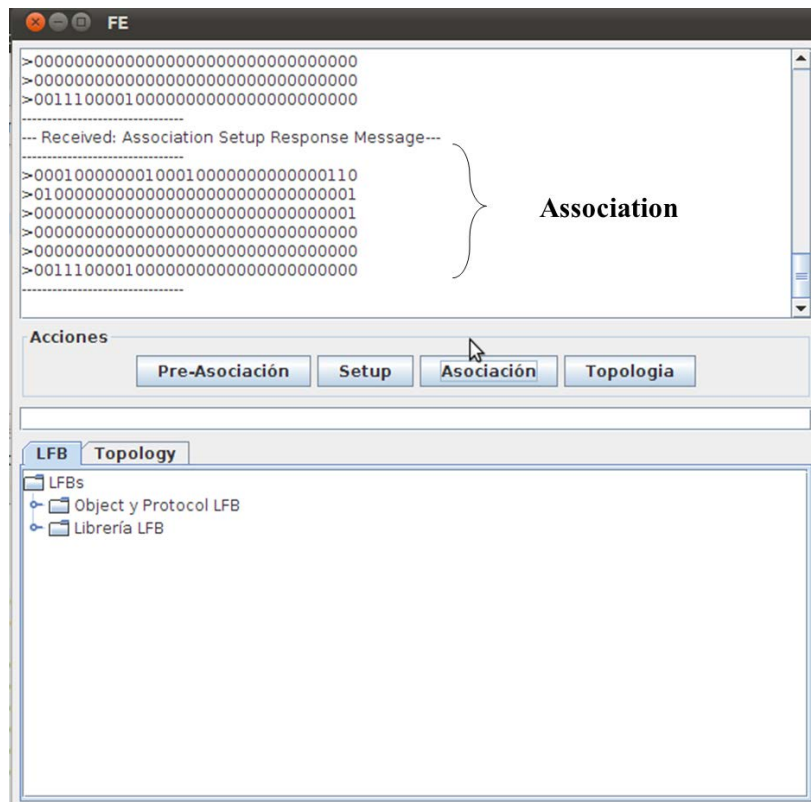 FE
>00000000000000000000000000000000
>00000000000000000000000000000000
>00111000010000000000000000000000
--------------------------------
--- Received: Association Setup Response Message---
--------------------------------
>00010000000100010000000000000110
>01000000000000000000000000000001
>00000000000000000000000000000001
>00000000000000000000000000000000
>00000000000000000000000000000000
>00111000010000000000000000000000
--------------------------------
Association
Acciones
Pre-Asociación Setup Asociación Topologia
LFB Topology
LFBs
Object y Protocol LFB
Librería LFB